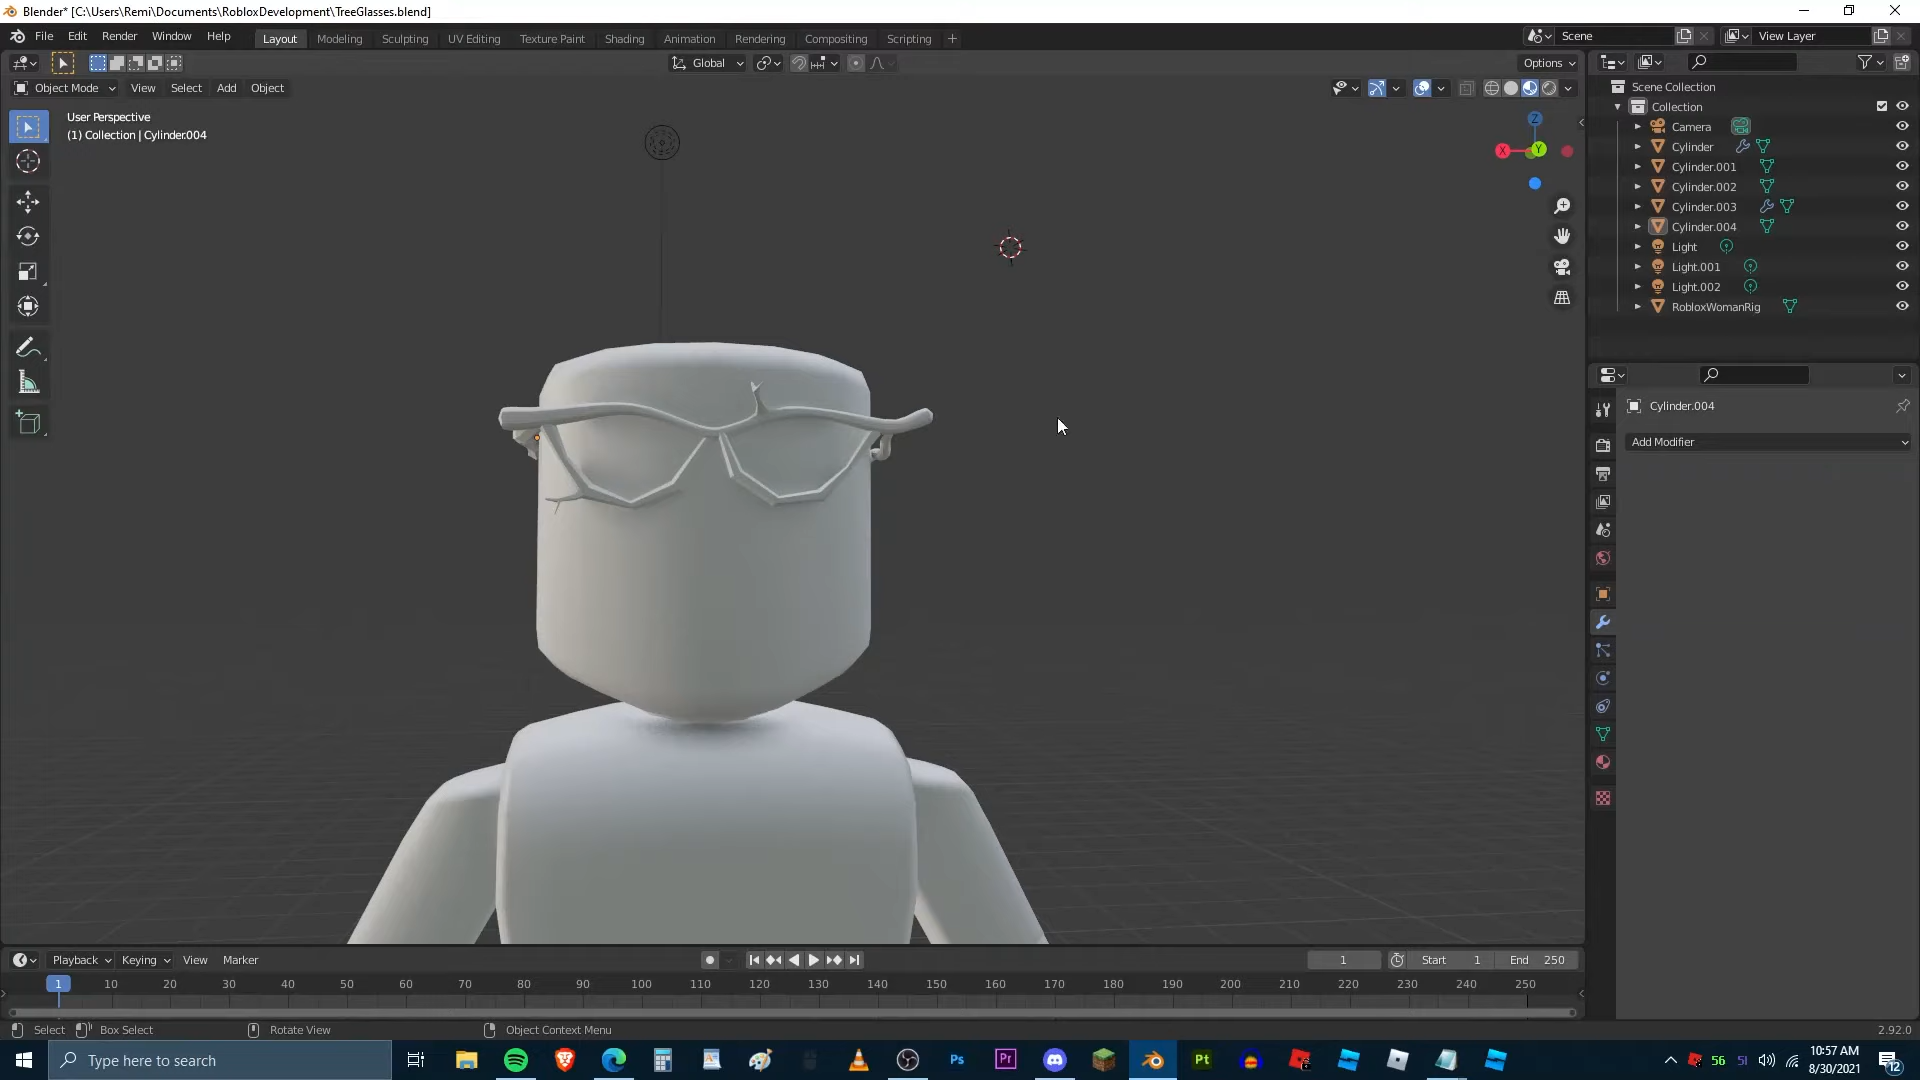 Blender* [C:\Users\Remi\Documents\RobloxDevelopment\TreeGlasses.blend]
File Edit Render Window Help Layout Modeling Sculpting UV Editing Texture Paint Shading Animation Rendering Compositing Scripting Scene View Layer
Global Options
Object Mode View Select Add Object
User Perspective
(1) Collection | Cylinder.004
Z
X Y
Scene Collection
Collection
Camera
Cylinder
Cylinder.001
Cylinder.002
Cylinder.003
Cylinder.004
Light
Light.001
Light.002
RobloxWomanRig
Cylinder.004
Add Modifier
Playback Keying View Marker 1 Start 1 End 250
1 10 20 30 40 50 60 70 80 90 100 110 120 130 140 150 160 170 180 190 200 210 220 230 240 250
Select Box Select Rotate View Object Context Menu 2.92.0
Type here to search Ps Pr Pt 56 51 10:57 AM
8/30/2021 12